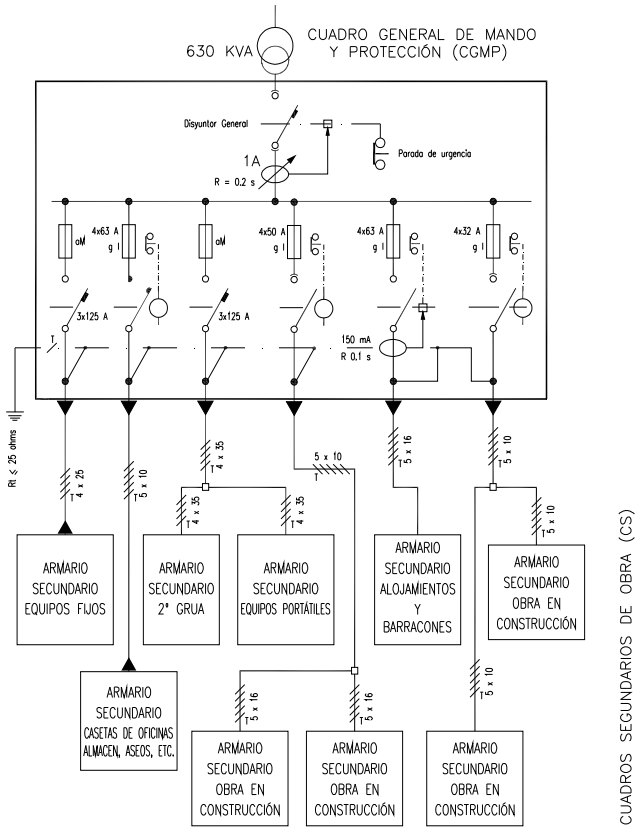 CUADRO GENERAL DE MANDO
Y PROTECCIÓN (CGMP)
630 KVA
Disyuntor General
Parada de urgencia
1A
R = 0,2 s
aM
4x63 A
g l
aM
4x50 A
g l
4x63 A
g l
4x32 A
g l
3x125 A
3x125 A
T
150 mA
R 0,1 s
Rt ≤ 25 ohms
T
4 x 25
T
5 x 10
T
4 x 35
5 x 10
T
T
5 x 16
T
5 x 10
T
4 x 35
T
4 x 35
T
5 x 10
ARMARIO
SECUNDARIO
EQUIPOS FIJOS
ARMARIO
SECUNDARIO
2ª GRUA
ARMARIO
SECUNDARIO
EQUIPOS PORTÁTILES
ARMARIO
SECUNDARIO
ALOJAMIENTOS
Y
BARRACONES
ARMARIO
SECUNDARIO
OBRA EN
CONSTRUCCIÓN
ARMARIO
SECUNDARIO
CASETAS DE OFICINAS
ALMACEN, ASEOS, ETC.
T
5 x 16
T
5 x 16
T
5 x 10
ARMARIO
SECUNDARIO
OBRA EN
CONSTRUCCIÓN
ARMARIO
SECUNDARIO
OBRA EN
CONSTRUCCIÓN
ARMARIO
SECUNDARIO
OBRA EN
CONSTRUCCIÓN
CUADROS SEGUNDARIOS DE OBRA (CS)